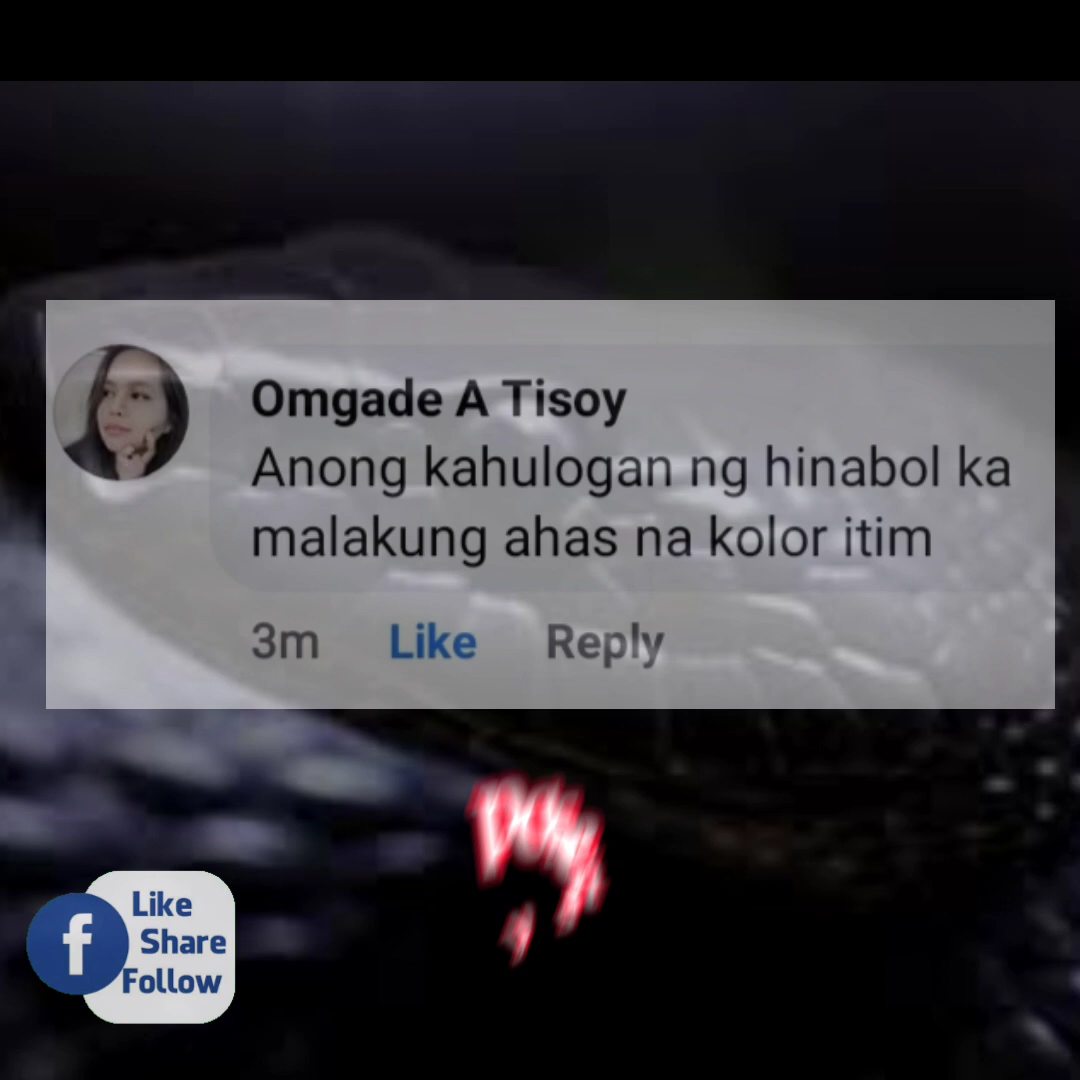 Omgade A Tisoy
Anong kahulogan ng hinabol ka
malakung ahas na kolor itim
3m Like Reply
f Like
Share
Follow